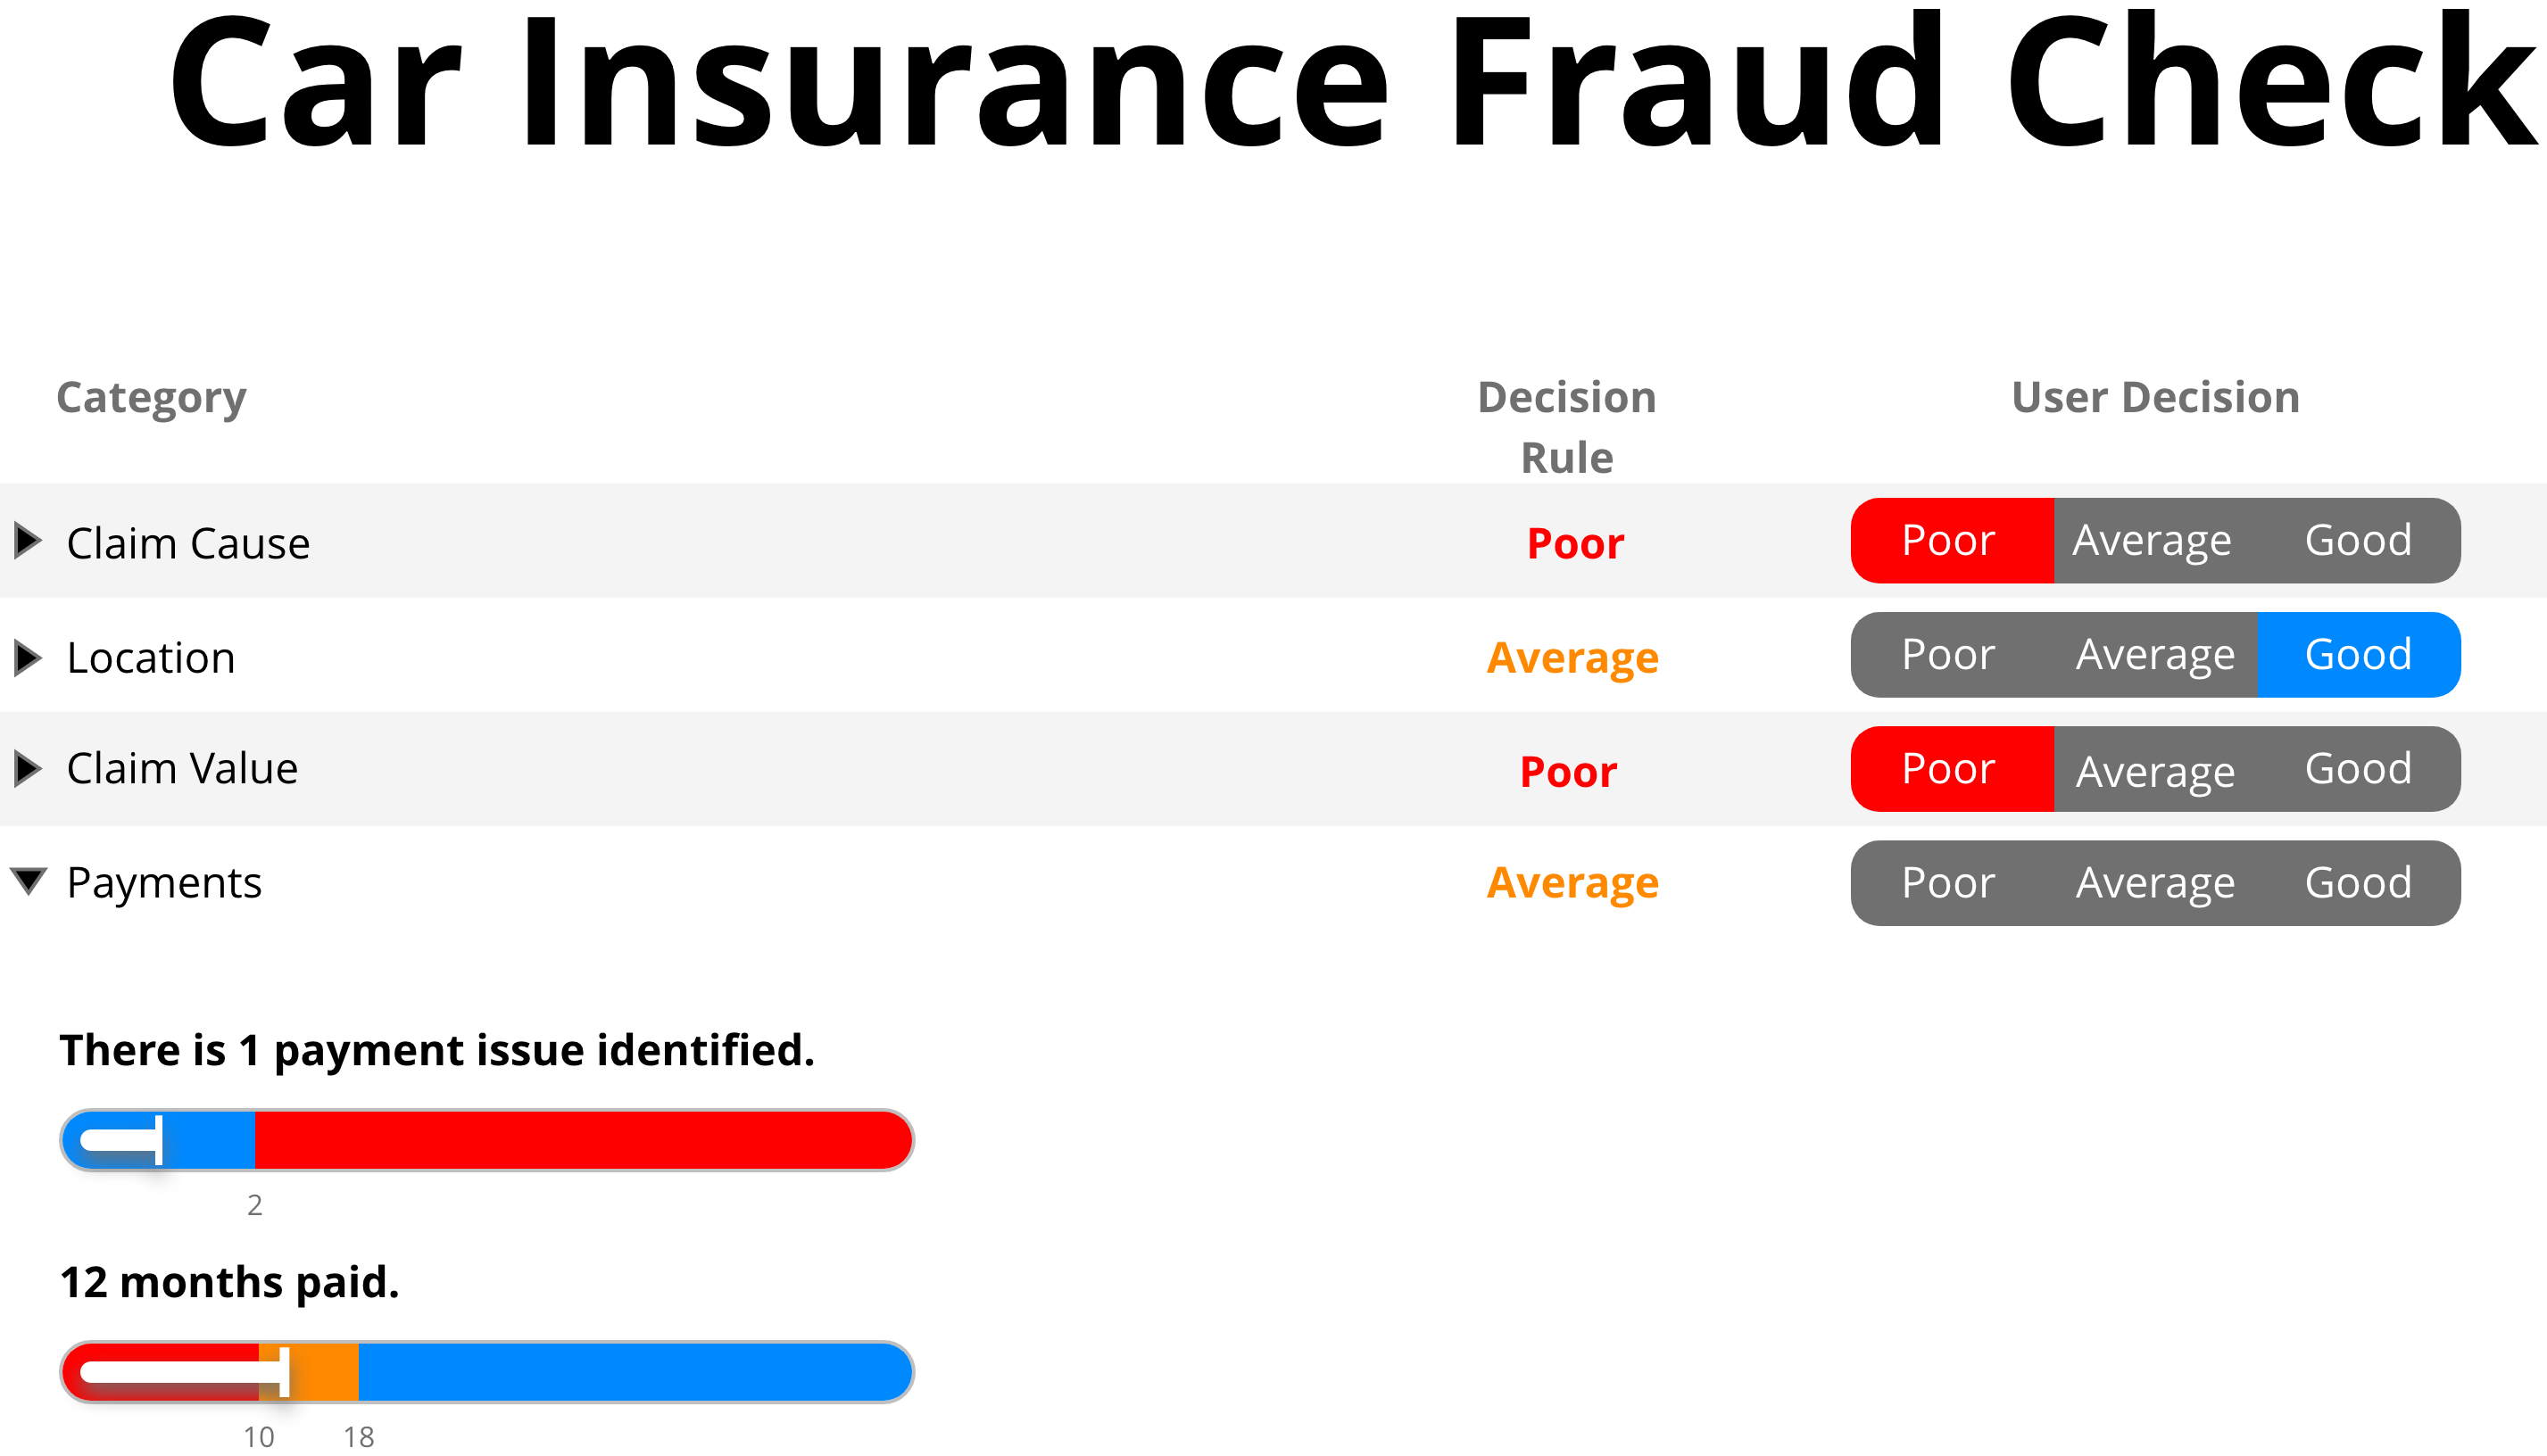 Car Insurance Fraud Check
Category Decision Rule User Decision
Claim Cause Poor Poor Average Good
Location Average Poor Average Good
Claim Value Poor Poor Average Good
Payments Average Poor Average Good
There is 1 payment issue identified.
2
12 months paid.
10 18